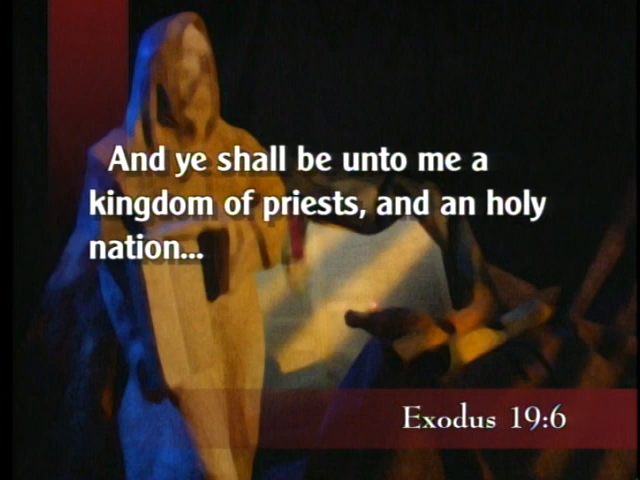 And ye shall be unto me a
kingdom of priests, and an holy
nation...
Exodus 19:6